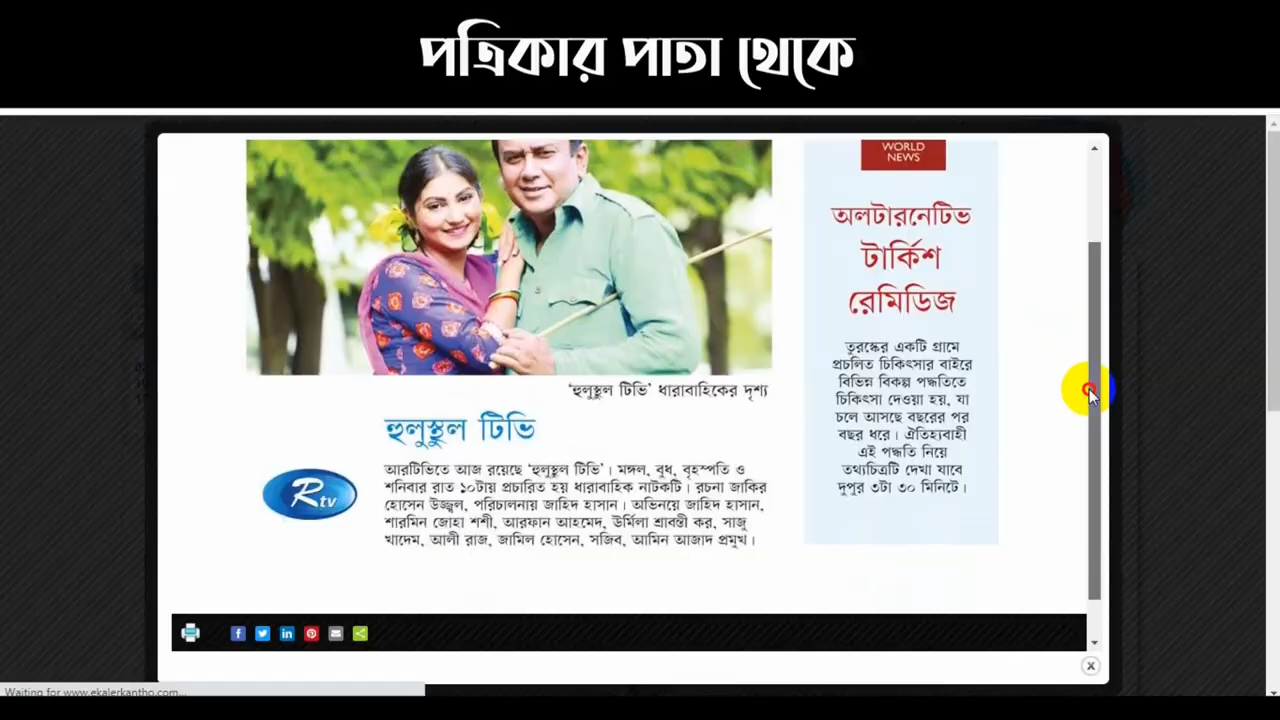 পত্রিকার পাতা থেকে
WORLD
NEWS
অলটারনেটিভ
টার্কিশ
রেমিডিজ
তুরস্কের একটি গ্রামে
প্রচলিত চিকিৎসার বাইরে
বিভিন্ন বিকল্প পদ্ধতিতে
চিকিৎসা দেওয়া হয়, যা
চলে আসছে বছরের পর
বছর ধরে। ঐতিহ্যবাহী
এই পদ্ধতি নিয়ে
তথ্যচিত্রটি দেখা যাবে
দুপুর ৩টা ৩০ মিনিটে।
‘হুলুস্থুল টিভি’ ধারাবাহিকের দৃশ্য
হুলুস্থুল টিভি
Rtv
আরটিভিতে আজ রয়েছে ‘হুলুস্থুল টিভি’। মঙ্গল, বুধ, বৃহস্পতি ও
শনিবার রাত ১০টায় প্রচারিত হয় ধারাবাহিক নাটকটি। রচনা জাকির
হোসেন উজ্জ্বল, পরিচালনায় জাহিদ হাসান। অভিনয়ে জাহিদ হাসান,
শারমিন জোহা শশী, আরফান আহমেদ, ঊর্মিলা শ্রাবন্তী কর, সাজু
খাদেম, আলী রাজ, জামিল হোসেন, সজিব, আমিন আজাদ প্রমুখ।
Waiting for www.ekalerkantho.com...